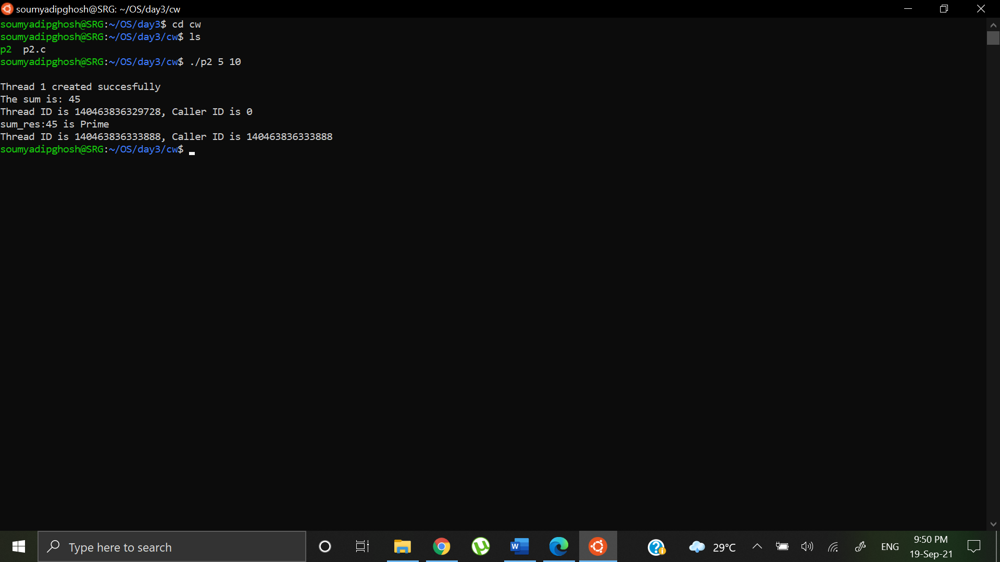 soumyadipghosh@SRG: ~/OS/day3/cw
soumyadipghosh@SRG:~/OS/day3$ cd cw
soumyadipghosh@SRG:~/OS/day3/cw$ ls
p2  p2.c
soumyadipghosh@SRG:~/OS/day3/cw$ ./p2 5 10
Thread 1 created succesfully
The sum is: 45
Thread ID is 140463836329728, Caller ID is 0
sum_res:45 is Prime
Thread ID is 140463836333888, Caller ID is 140463836333888
soumyadipghosh@SRG:~/OS/day3/cw$
Type here to search
W
29°C
ENG
9:50 PM
19-Sep-21